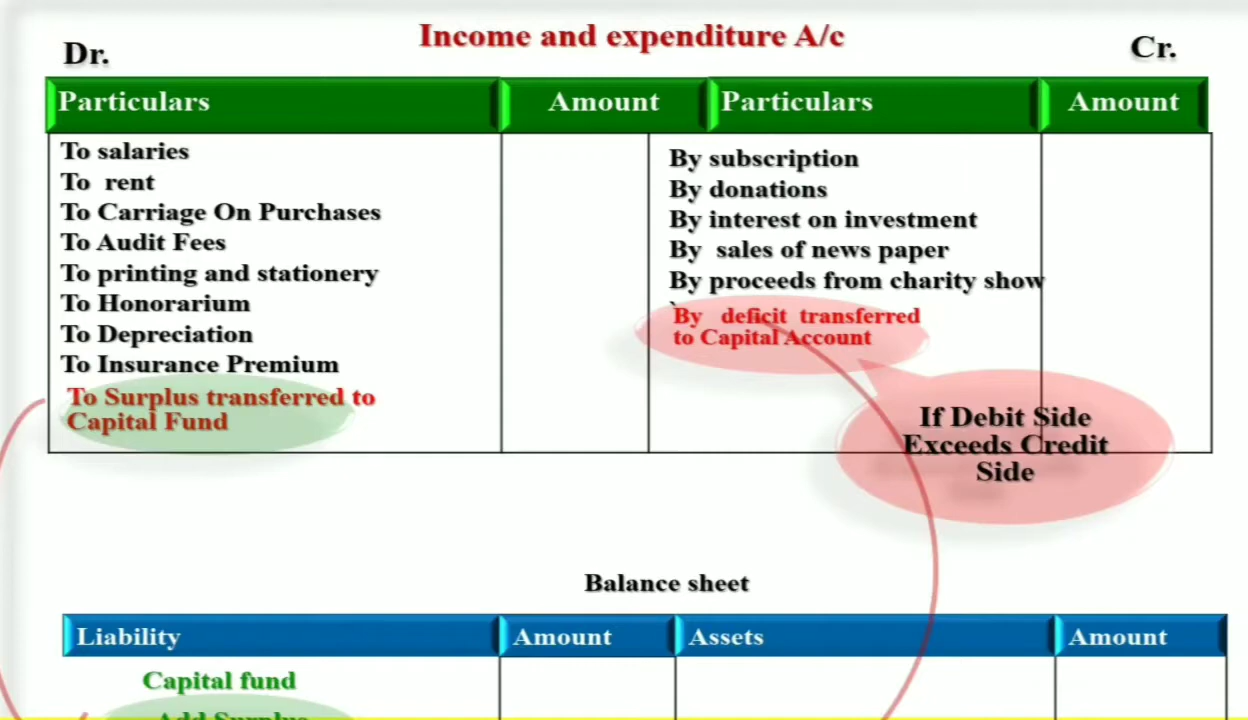 Income and expenditure A/c
Dr.
Cr.
Particulars Amount Particulars Amount
To salaries
To rent
To Carriage On Purchases
To Audit Fees
To printing and stationery
To Honorarium
To Depreciation
To Insurance Premium
To Surplus transferred to
Capital Fund
By subscription
By donations
By interest on investment
By sales of news paper
By proceeds from charity show
`
By deficit transferred
to Capital Account
If Debit Side
Exceeds Credit
Side
Balance sheet
Liability Amount Assets Amount
Capital fund
Add Surplus